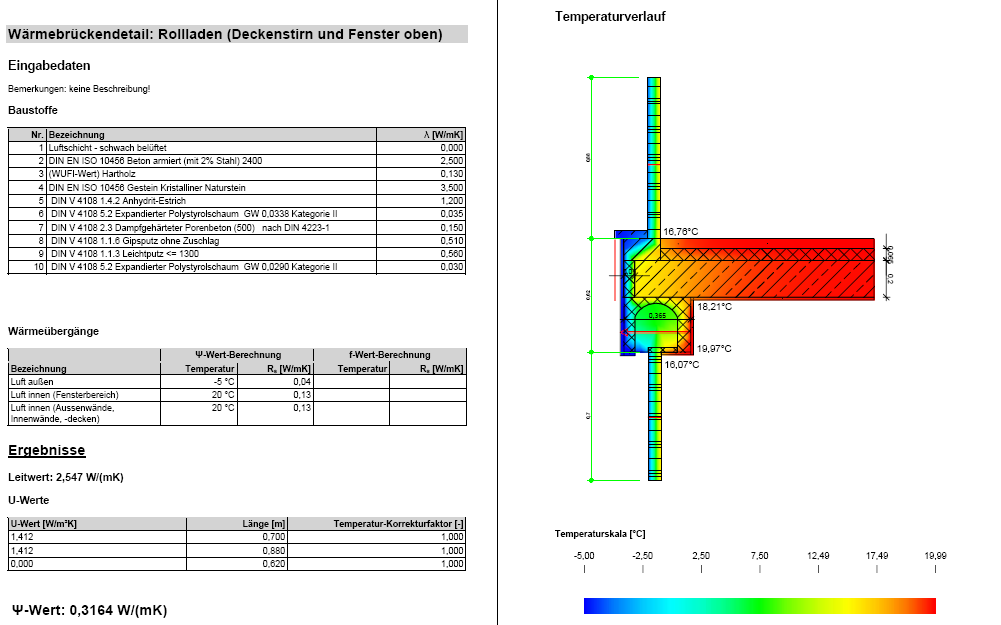 Wärmebrückendetail: Rollladen (Deckenstirn und Fenster oben)
Eingabedaten
Bemerkungen: keine Beschreibung!
Baustoffe
Nr. Bezeichnung λ [W/mK]
1 Luftschicht - schwach belüftet 0,000
2 DIN EN ISO 10456 Beton armiert (mit 2% Stahl) 2400 2,500
3 (WUFI-Wert) Hartholz 0,130
4 DIN EN ISO 10456 Gestein Kristalliner Naturstein 3,500
5 DIN V 4108 1.4.2 Anhydrit-Estrich 1,200
6 DIN V 4108 5.2 Expandierter Polystyrolschaum GW 0,0338 Kategorie II 0,035
7 DIN V 4108 2.3 Dampfgehärteter Porenbeton (500) nach DIN 4223-1 0,150
8 DIN V 4108 1.1.6 Gipsputz ohne Zuschlag 0,510
9 DIN V 4108 1.1.3 Leichtputz <= 1300 0,560
10 DIN V 4108 5.2 Expandierter Polystyrolschaum GW 0,0290 Kategorie II 0,030
Wärmeübergänge
Ψ-Wert-Berechnung f-Wert-Berechnung
Bezeichnung Temperatur Rₛ [W/mK] Temperatur Rₛ [W/mK]
Luft außen -5 °C 0,04
Luft innen (Fensterbereich) 20 °C 0,13
Luft innen (Aussenwände, 20 °C 0,13
Innenwände, -decken)
Ergebnisse
Leitwert: 2,547 W/(mK)
U-Werte
U-Wert [W/m²K] Länge [m] Temperatur-Korrekturfaktor [-]
1,412 0,700 1,000
1,412 0,880 1,000
0,000 0,620 1,000
Ψ-Wert: 0,3164 W/(mK)
Temperaturverlauf
16,76°C
0,2
0,62
18,21°C
0,365
19,97°C
16,07°C
0,7
Temperaturskala [°C]
-5,00 -2,50 2,50 7,50 12,49 17,49 19,99